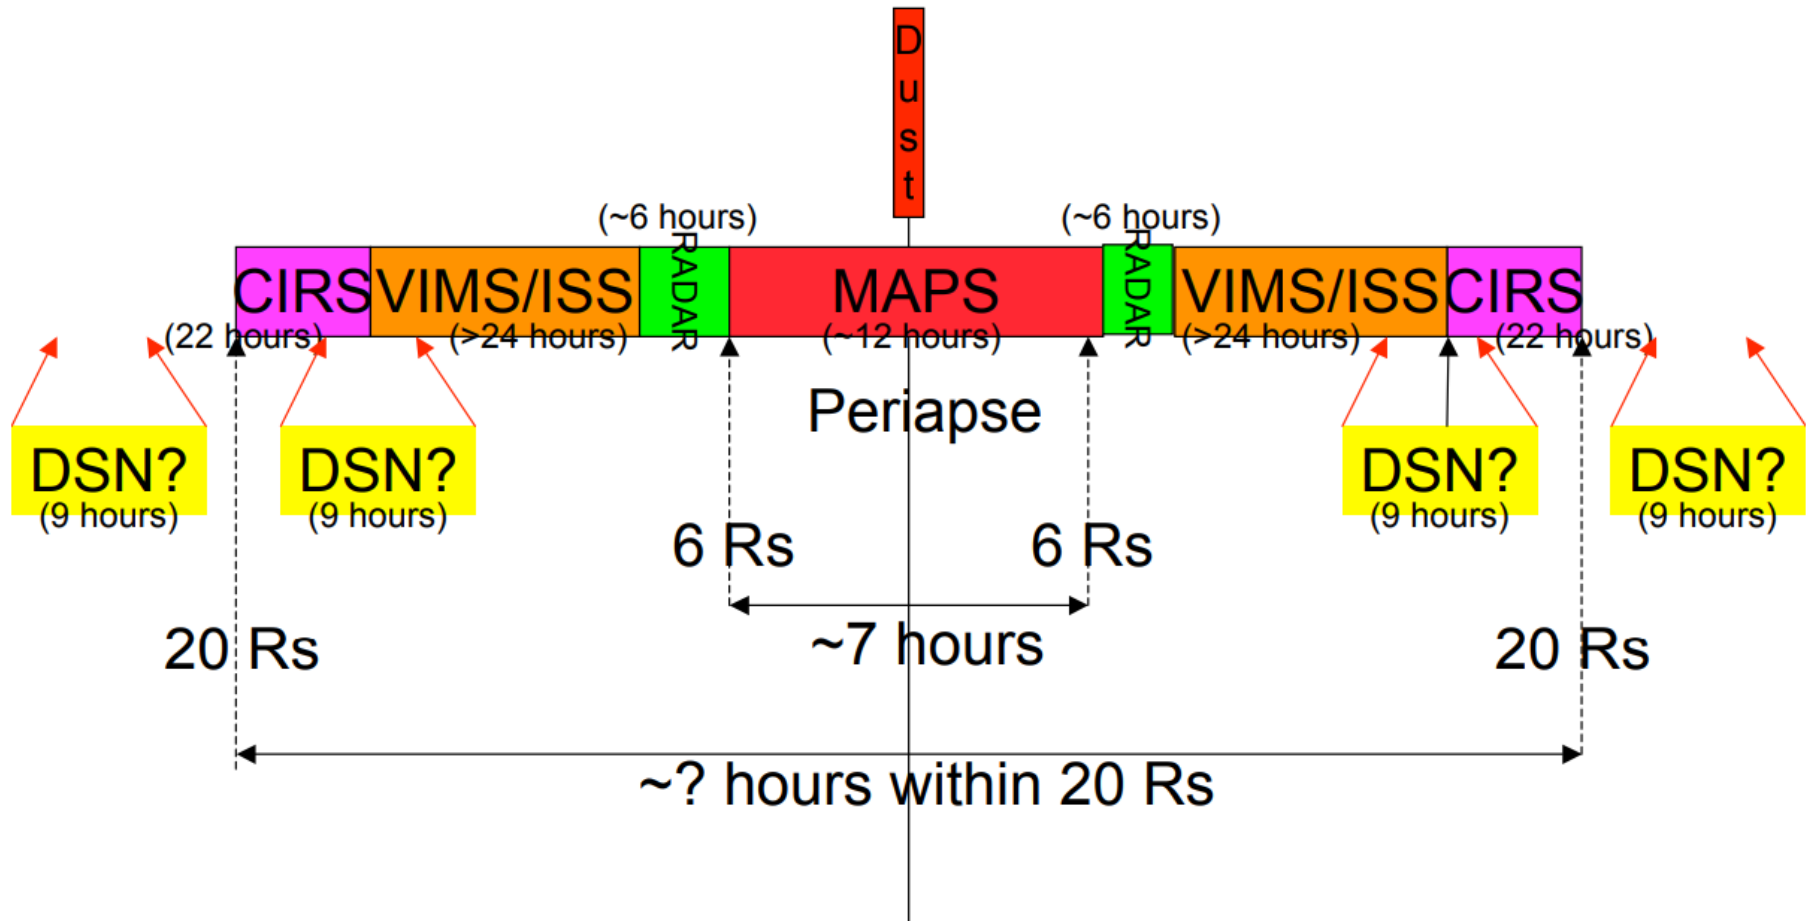 Dust
(~6 hours) (~6 hours)
CIRS VIMS/ISS RADAR MAPS RADAR VIMS/ISS CIRS
(22 hours) (>24 hours) (~12 hours) (>24 hours) (22 hours)
Periapse
DSN? DSN? DSN? DSN?
(9 hours) (9 hours) (9 hours) (9 hours)
6 Rs 6 Rs
~7 hours
20 Rs 20 Rs
~? hours within 20 Rs